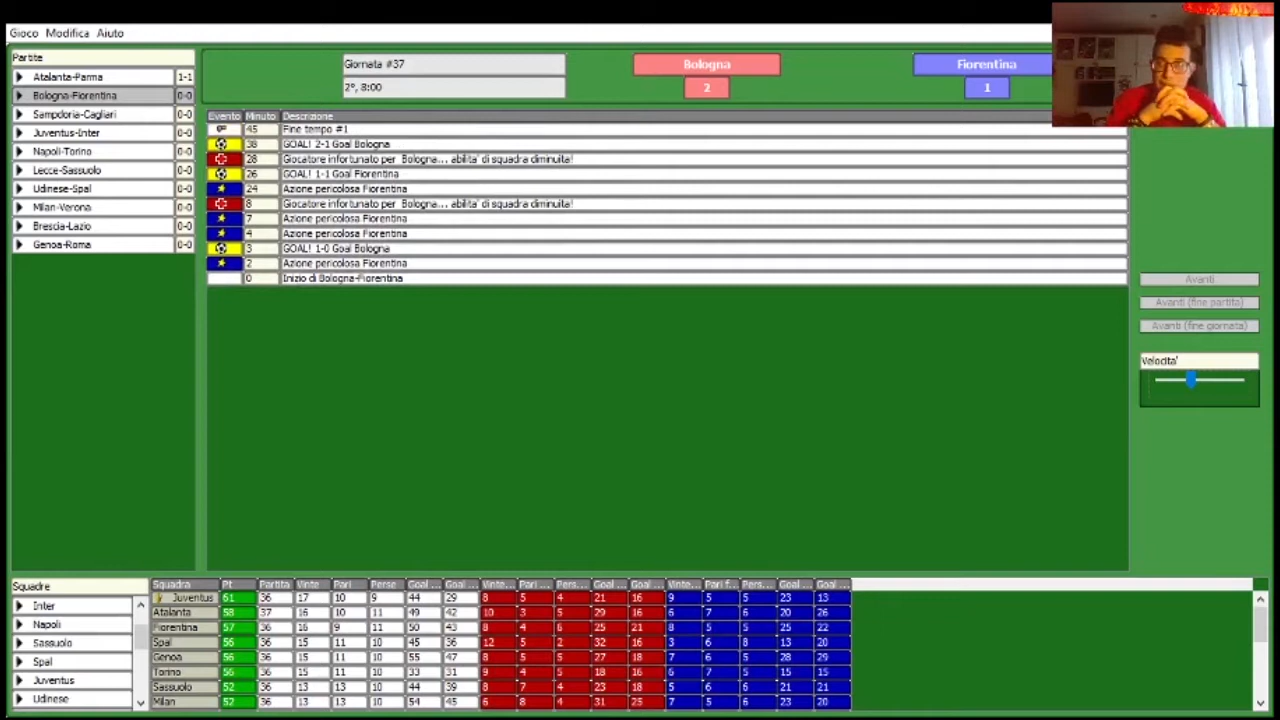 Gioco Modifica Aiuto
Partite
Atalanta-Parma 1-1
Bologna-Fiorentina 0-0
Sampdoria-Cagliari 0-0
Juventus-Inter 0-0
Napoli-Torino 0-0
Lecce-Sassuolo 0-0
Udinese-Spal 0-0
Milan-Verona 0-0
Brescia-Lazio 0-0
Genoa-Roma 0-0
Giornata #37
2°, 8:00
Bologna
2
Fiorentina
1
Evento Minuto Descrizione
45 Fine tempo #1
38 GOAL! 2-1 Goal Bologna
28 Giocatore infortunato per Bologna... abilita' di squadra diminuita!
26 GOAL! 1-1 Goal Fiorentina
24 Azione pericolosa Fiorentina
8 Giocatore infortunato per Bologna... abilita' di squadra diminuita!
7 Azione pericolosa Fiorentina
4 Azione pericolosa Fiorentina
3 GOAL! 1-0 Goal Bologna
2 Azione pericolosa Fiorentina
0 Inizio di Bologna-Fiorentina
Avanti
Avanti (fine partita)
Avanti (fine giornata)
Velocita'
Squadre
Inter
Napoli
Sassuolo
Spal
Juventus
Udinese
Squadra Pt Partita Vinte Pari Perse Goal ... Goal ... Vinte... Pari ... Pers... Goal ... Goal ... Vinte... Pari f... Pers... Goal ... Goal ...
Juventus 61 36 17 10 9 44 29 8 5 4 21 16 9 5 5 23 13
Atalanta 58 37 16 10 11 49 42 10 3 5 29 16 6 7 6 20 26
Fiorentina 57 36 16 9 11 50 43 8 4 6 25 21 8 5 5 25 22
Spal 56 36 15 11 10 45 36 12 5 2 32 16 3 6 8 13 20
Genoa 56 36 15 11 10 55 47 8 5 5 27 18 7 6 5 28 29
Torino 56 36 15 11 10 33 31 9 4 5 18 16 6 7 5 15 15
Sassuolo 52 36 13 13 10 44 39 8 7 4 23 18 5 6 6 21 21
Milan 52 36 13 13 10 54 45 6 8 4 31 25 7 5 6 23 20